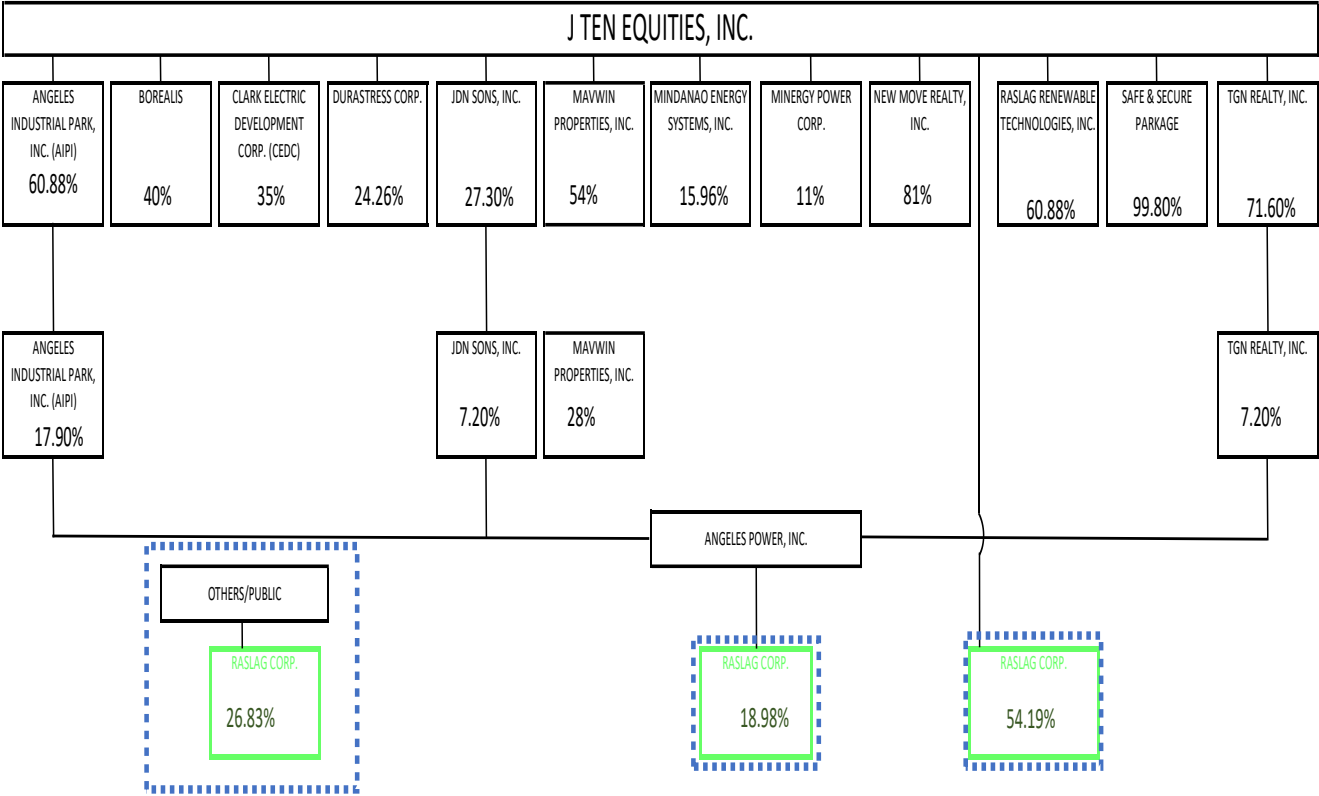 J TEN EQUITIES, INC.
ANGELES
INDUSTRIAL PARK,
INC. (AIPI)
60.88%
BOREALIS
40%
CLARK ELECTRIC
DEVELOPMENT
CORP. (CEDC)
35%
DURASTRESS CORP.
24.26%
JDN SONS, INC.
27.30%
MAVWIN
PROPERTIES, INC.
54%
MINDANAO ENERGY
SYSTEMS, INC.
15.96%
MINERGY POWER
CORP.
11%
NEW MOVE REALTY,
INC.
81%
RASLAG RENEWABLE
TECHNOLOGIES, INC.
60.88%
SAFE & SECURE
PARKAGE
99.80%
TGN REALTY, INC.
71.60%
ANGELES
INDUSTRIAL PARK,
INC. (AIPI)
17.90%
JDN SONS, INC.
7.20%
MAVWIN
PROPERTIES, INC.
28%
TGN REALTY, INC.
7.20%
ANGELES POWER, INC.
OTHERS/PUBLIC
RASLAG CORP.
26.83%
RASLAG CORP.
18.98%
RASLAG CORP.
54.19%